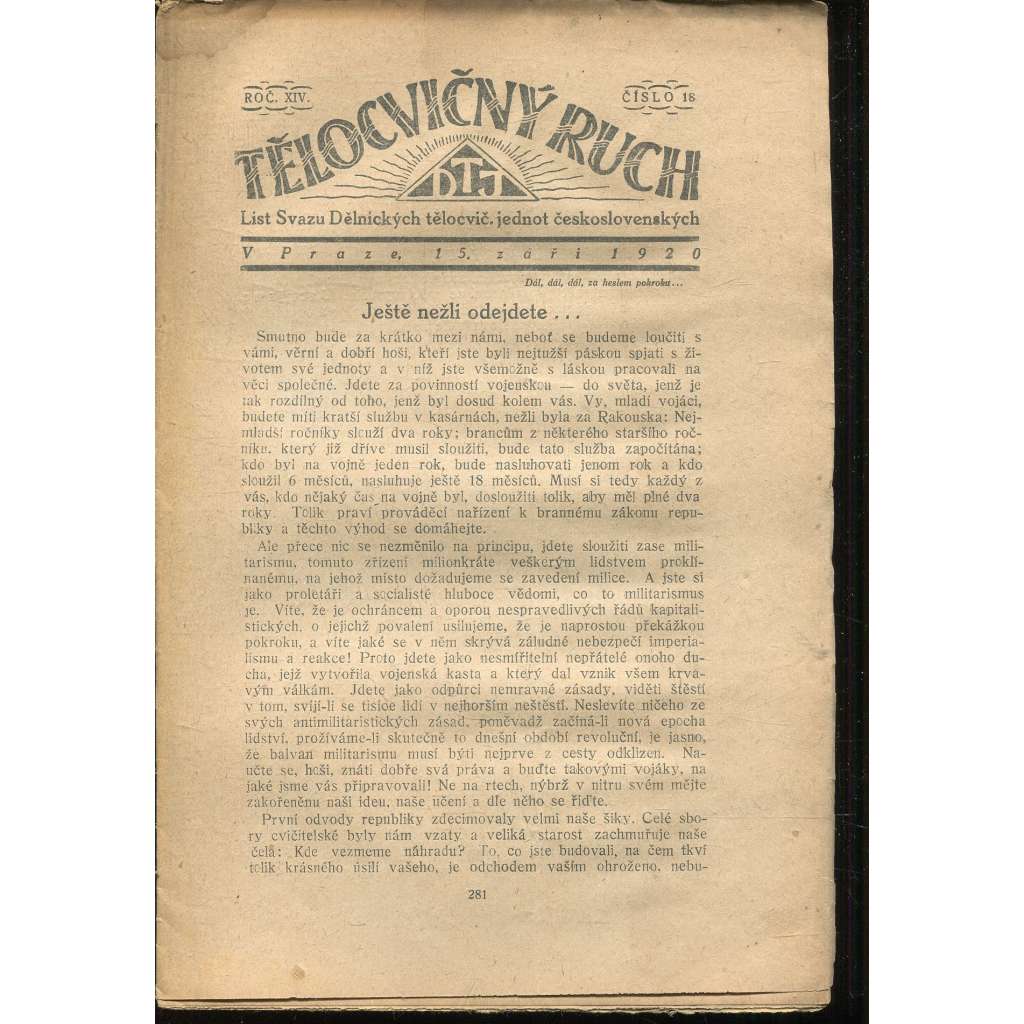 ROČ. XIV.
ČÍSLO 18
TĚLOCVIČNÝ RUCH
DTJ
List Svazu Dělnických tělocvič. jednot československých
V Praze, 15. září 1920
Dál, dál, dál, za heslem pokroku...
Ještě nežli odejdete ...
Smutno bude za krátko mezi námi, neboť se budeme loučiti s
vámi, věrní a dobří hoši, kteří jste byli nejtužší páskou spjati s ži-
votem své jednoty a v níž jste všemožně s láskou pracovali na
věci společné. Jdete za povinností vojenskou — do světa, jenž je
tak rozdílný od toho, jenž byl dosud kolem vás. Vy, mladí vojáci,
budete míti kratší službu v kasárnách, nežli byla za Rakouska: Nej-
mladší ročníky slouží dva roky; brancům z některého staršího roč-
níku, který již dříve musil sloužiti, bude tato služba započítána;
kdo byl na vojně jeden rok, bude nasluhovati jenom rok a kdo
sloužil 6 měsíců, nasluhuje ještě 18 měsíců. Musí si tedy každý z
vás, kdo nějaký čas na vojně byl, dosloužiti tolik, aby měl plné dva
roky. Tolik praví prováděcí nařízení k brannému zákonu repu-
bliky a těchto výhod se domáhejte.
Ale přece nic se nezměnilo na principu, jdete sloužiti zase mili-
tarismu, tomuto zřízení milionkráte veškerým lidstvem proklí-
nanému, na jehož místo dožadujeme se zavedení milice. A jste si
jako proletáři a socialisté hluboce vědomi, co to militarismus
je. Víte, že je ochráncem a oporou nespravedlivých řádů kapitali-
stických, o jejichž povalení usilujeme, že je naprostou překážkou
pokroku, a víte jaké se v něm skrývá záludné nebezpečí imperia-
lismu a reakce! Proto jdete jako nesmířitelní nepřátelé onoho du-
cha, jejž vytvořila vojenská kasta a který dal vznik všem krva-
vým válkám. Jdete jako odpůrci nemravné zásady, viděti štěstí
v tom, svíjí-li se tisíce lidí v nejhorším neštěstí. Neslevíte ničeho ze
svých antimilitaristických zásad, poněvadž začíná-li nová epocha
lidství, prožíváme-li skutečně to dnešní období revoluční, je jasno,
že balvan militarismu musí býti nejprve z cesty odklizen. Na-
učte se, hoši, znáti dobře svá práva a buďte takovými vojáky, na
jaké jsme vás připravovali! Ne na rtech, nýbrž v nitru svém mějte
zakořeněnu naši ideu, naše učení a dle něho se řiďte.
První odvody republiky zdecimovaly velmi naše šiky. Celé sbo-
ry cvičitelské byly nám vzaty a veliká starost zachmuřuje naše
čela: Kde vezmeme náhradu? To, co jste budovali, na čem tkví
tolik krásného úsilí vašeho, je odchodem vaším ohroženo, nebu-
281